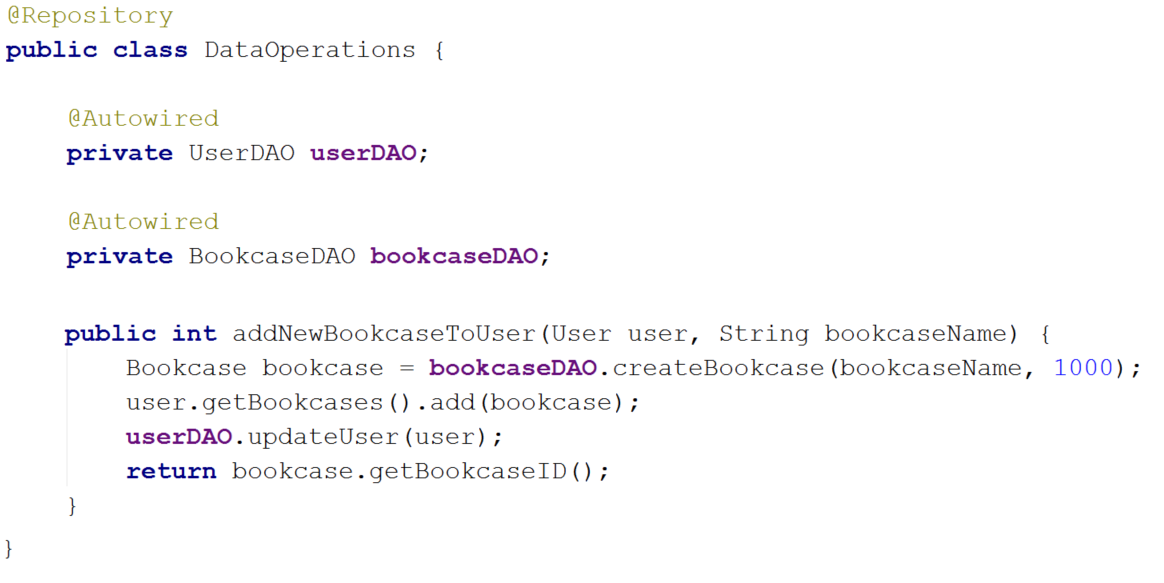 @Repository
public class DataOperations {
@Autowired
private UserDAO userDAO;
@Autowired
private BookcaseDAO bookcaseDAO;
public int addNewBookcaseToUser(User user, String bookcaseName) {
Bookcase bookcase = bookcaseDAO.createBookcase(bookcaseName, 1000);
user.getBookcases().add(bookcase);
userDAO.updateUser(user);
return bookcase.getBookcaseID();
}
}